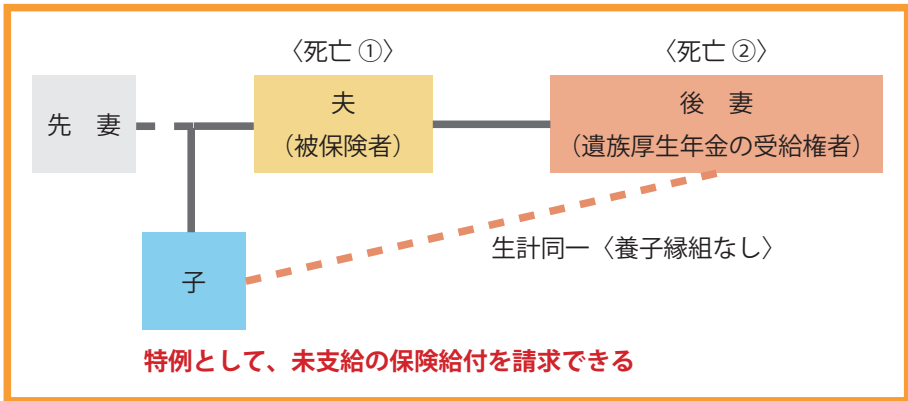 〈死亡 ①〉
〈死亡 ②〉
先　妻
夫
（被保険者）
後　妻
（遺族厚生年金の受給権者）
生計同一〈養子縁組なし〉
子
特例として、未支給の保険給付を請求できる